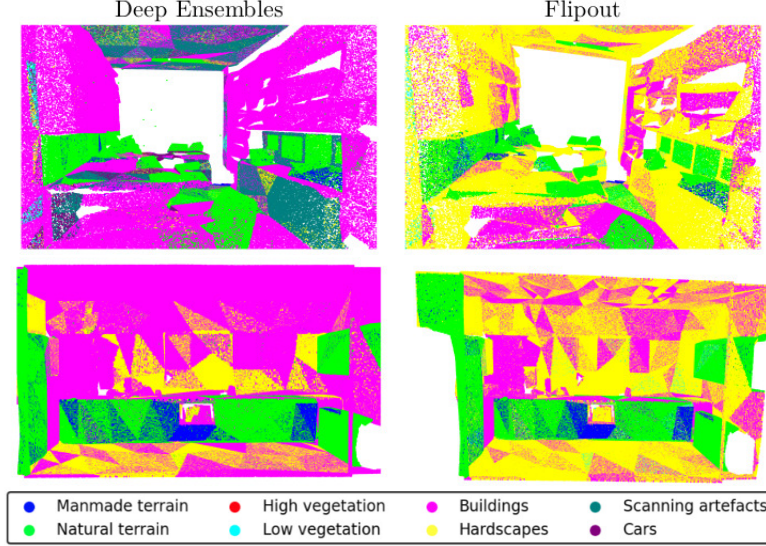 Deep Ensembles Flipout
Manmade terrain High vegetation Buildings Scanning artefacts
Natural terrain Low vegetation Hardscapes Cars